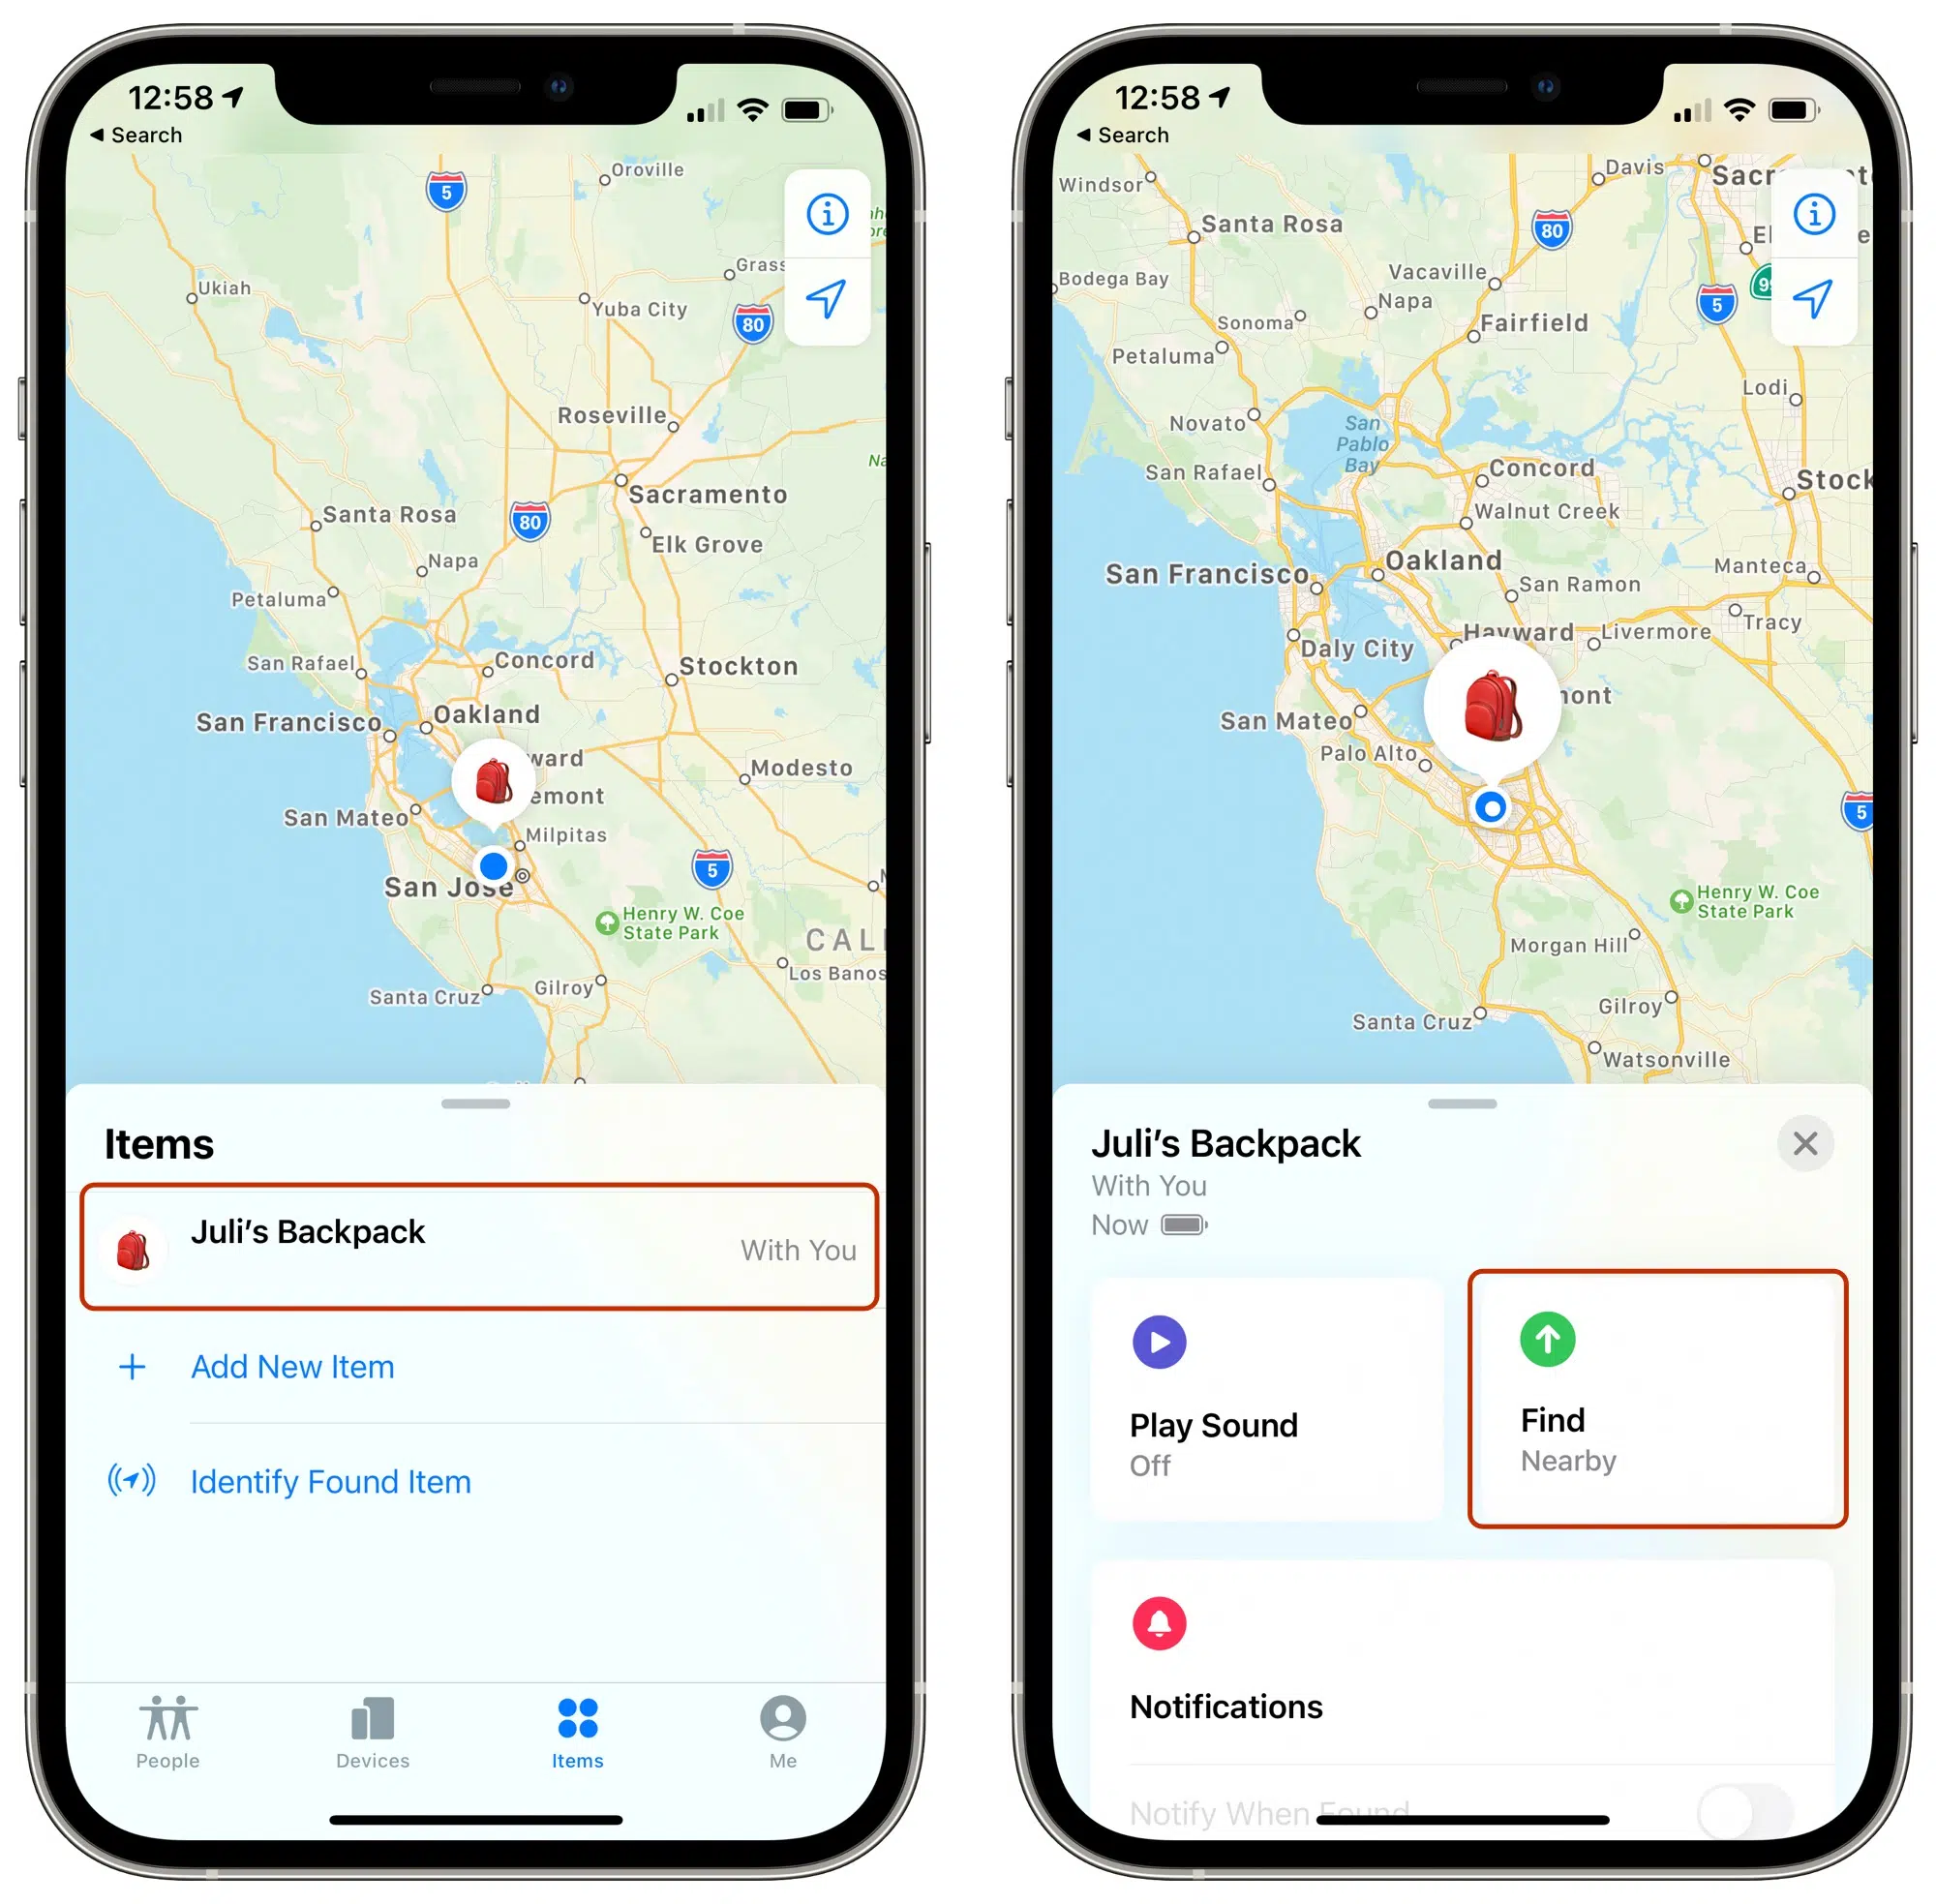 12:58
Search
Oroville
5
Grass
Ukiah
Yuba City
80
Roseville
Sacramento
Santa Rosa
80
Elk Grove
Napa
Petaluma
San Rafael
Concord
Stockton
San Francisco
Oakland
ward
Modesto
emont
San Mateo
Milpitas
5
San Jose
Henry W. Coe
State Park
CALI
Los Banos
Santa Cruz
Gilroy
Items
Juli's Backpack
With You
Add New Item
Identify Found Item
People
Devices
Items
Me
12:58
Search
Davis
Windsor
Sacr
Santa Rosa
80
El
Vacaville
Bodega Bay
Napa
99
5
Sonoma
Fairfield
Petaluma
Lodi
Novato
San
Pablo
Bay
San Rafael
Concord
Stock
Walnut Creek
Oakland
San Francisco
Manteca
San Ramon
Tracy
Hayward
Livermore
Daly City
mont
San Mateo
Palo Alto
5
Henry W. Coe
State Park
Morgan Hill
Gilroy
Santa Cruz
Watsonville
Juli's Backpack
With You
Now
Play Sound
Off
Find
Nearby
Notifications
Notify When Found